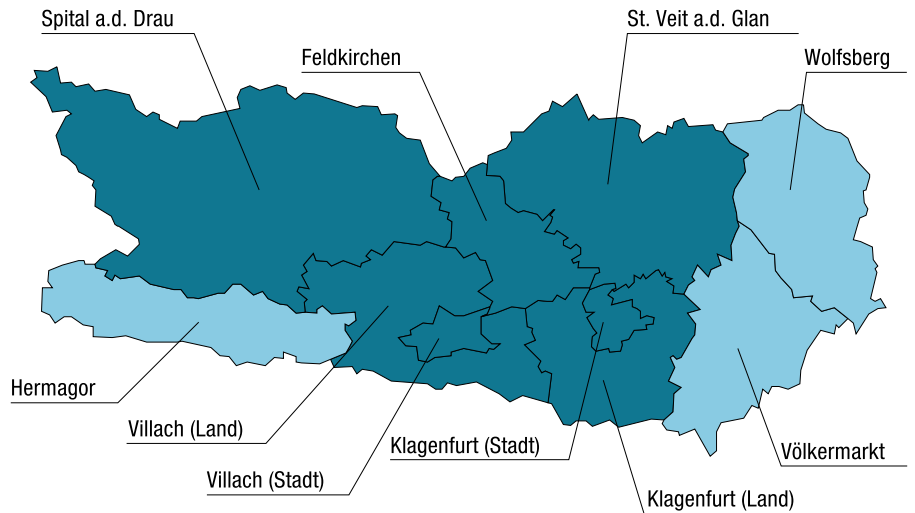 Spital a.d. Drau
St. Veit a.d. Glan
Feldkirchen
Wolfsberg
Hermagor
Villach (Land)
Klagenfurt (Stadt)
Völkermarkt
Villach (Stadt)
Klagenfurt (Land)